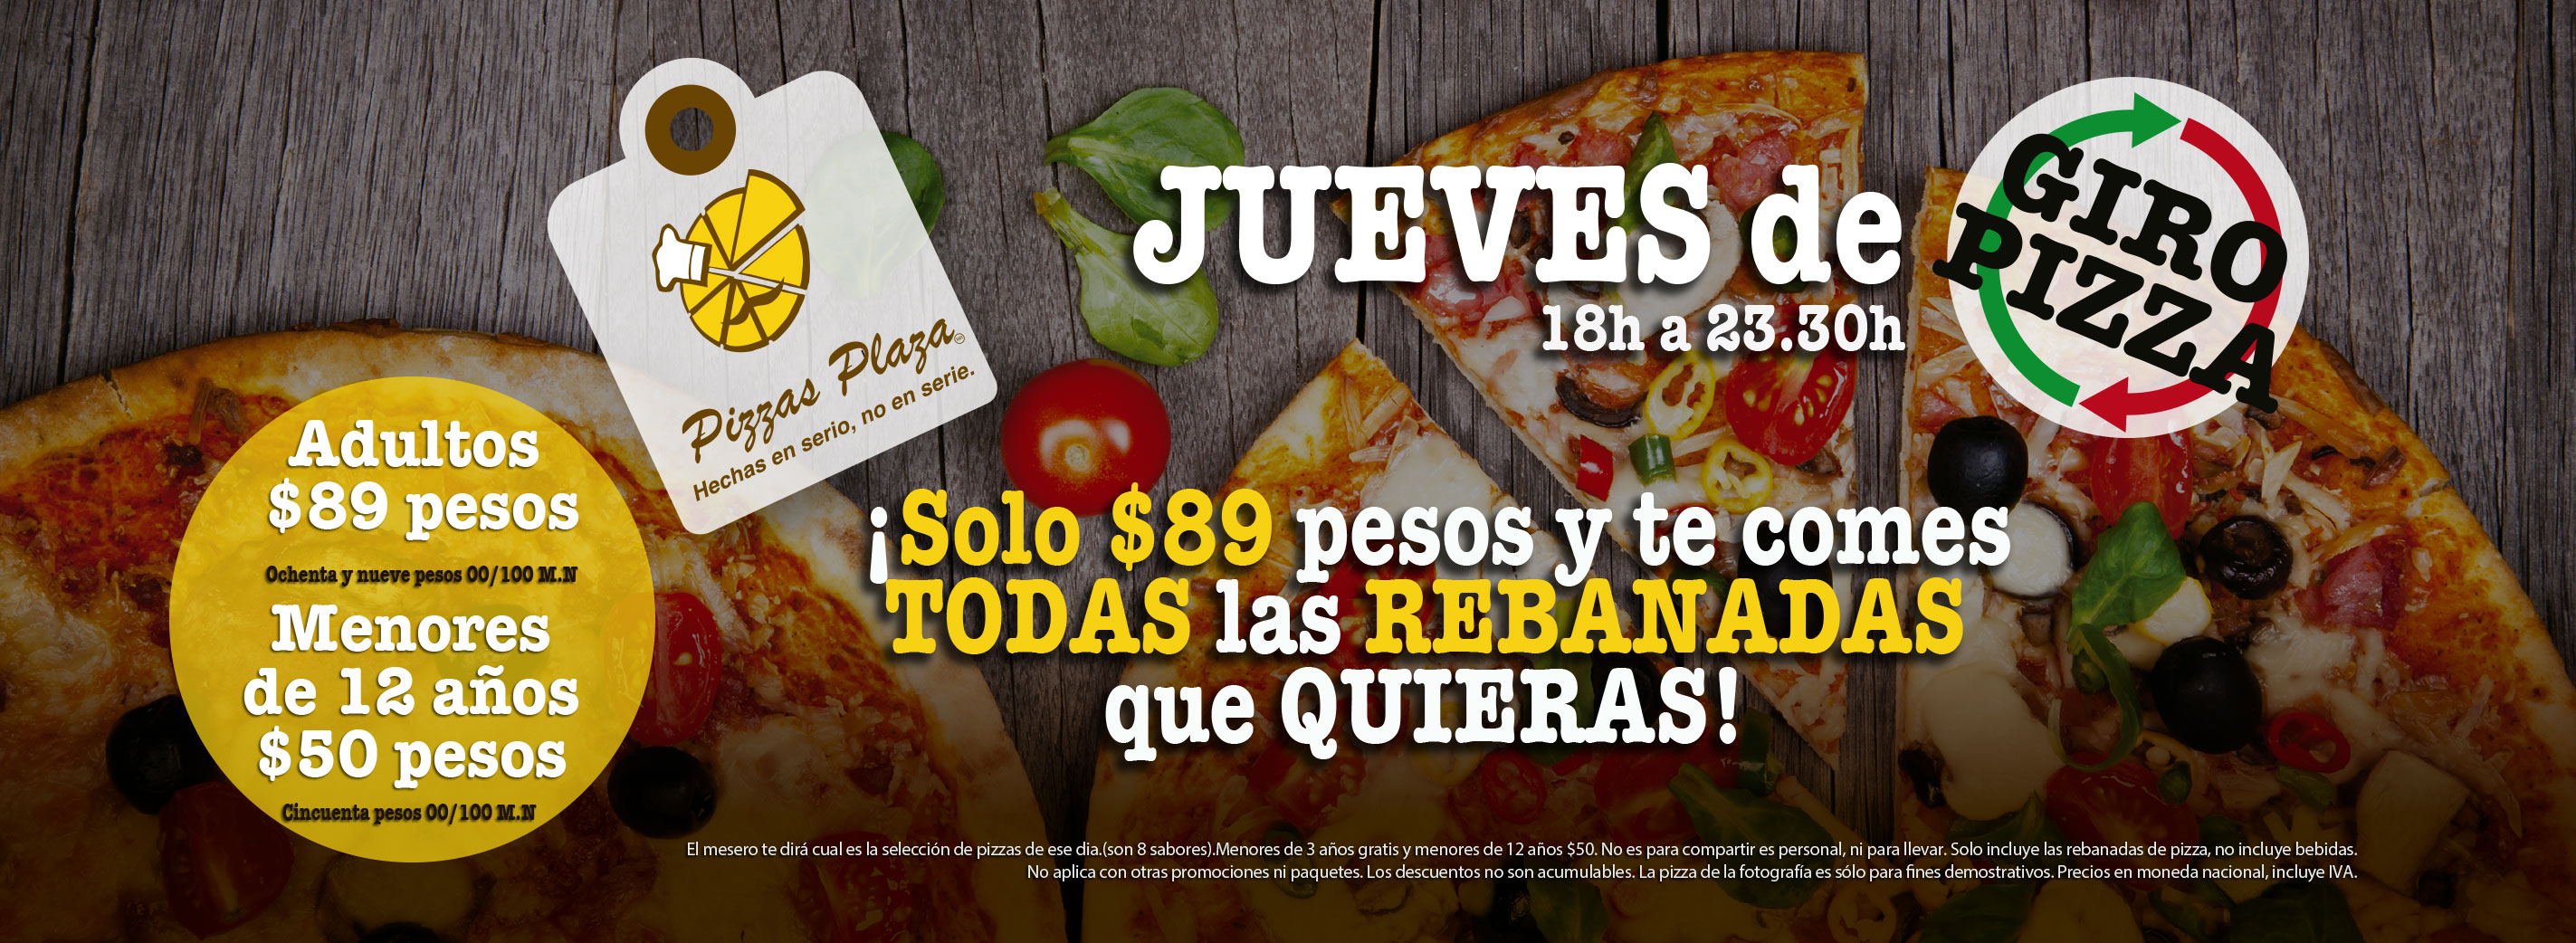 JUEVES de
18h a 23.30h
GIRO
PIZZA
Pizzas Plaza
Hechas en serio, no en serie.
Adultos
$89 pesos
Ochenta y nueve pesos 00/100 M.N
Menores
de 12 años
$50 pesos
Cincuenta pesos 00/100 M.N
¡Solo $89 pesos y te comes
TODAS las REBANADAS
que QUIERAS!
El mesero te dirá cual es la selección de pizzas de ese dia.(son 8 sabores).Menores de 3 años gratis y menores de 12 años $50. No es para compartir es personal, ni para llevar. Solo incluye las rebanadas de pizza, no incluye bebidas.
No aplica con otras promociones ni paquetes. Los descuentos no son acumulables. La pizza de la fotografía es sólo para fines demostrativos. Precios en moneda nacional, incluye IVA.